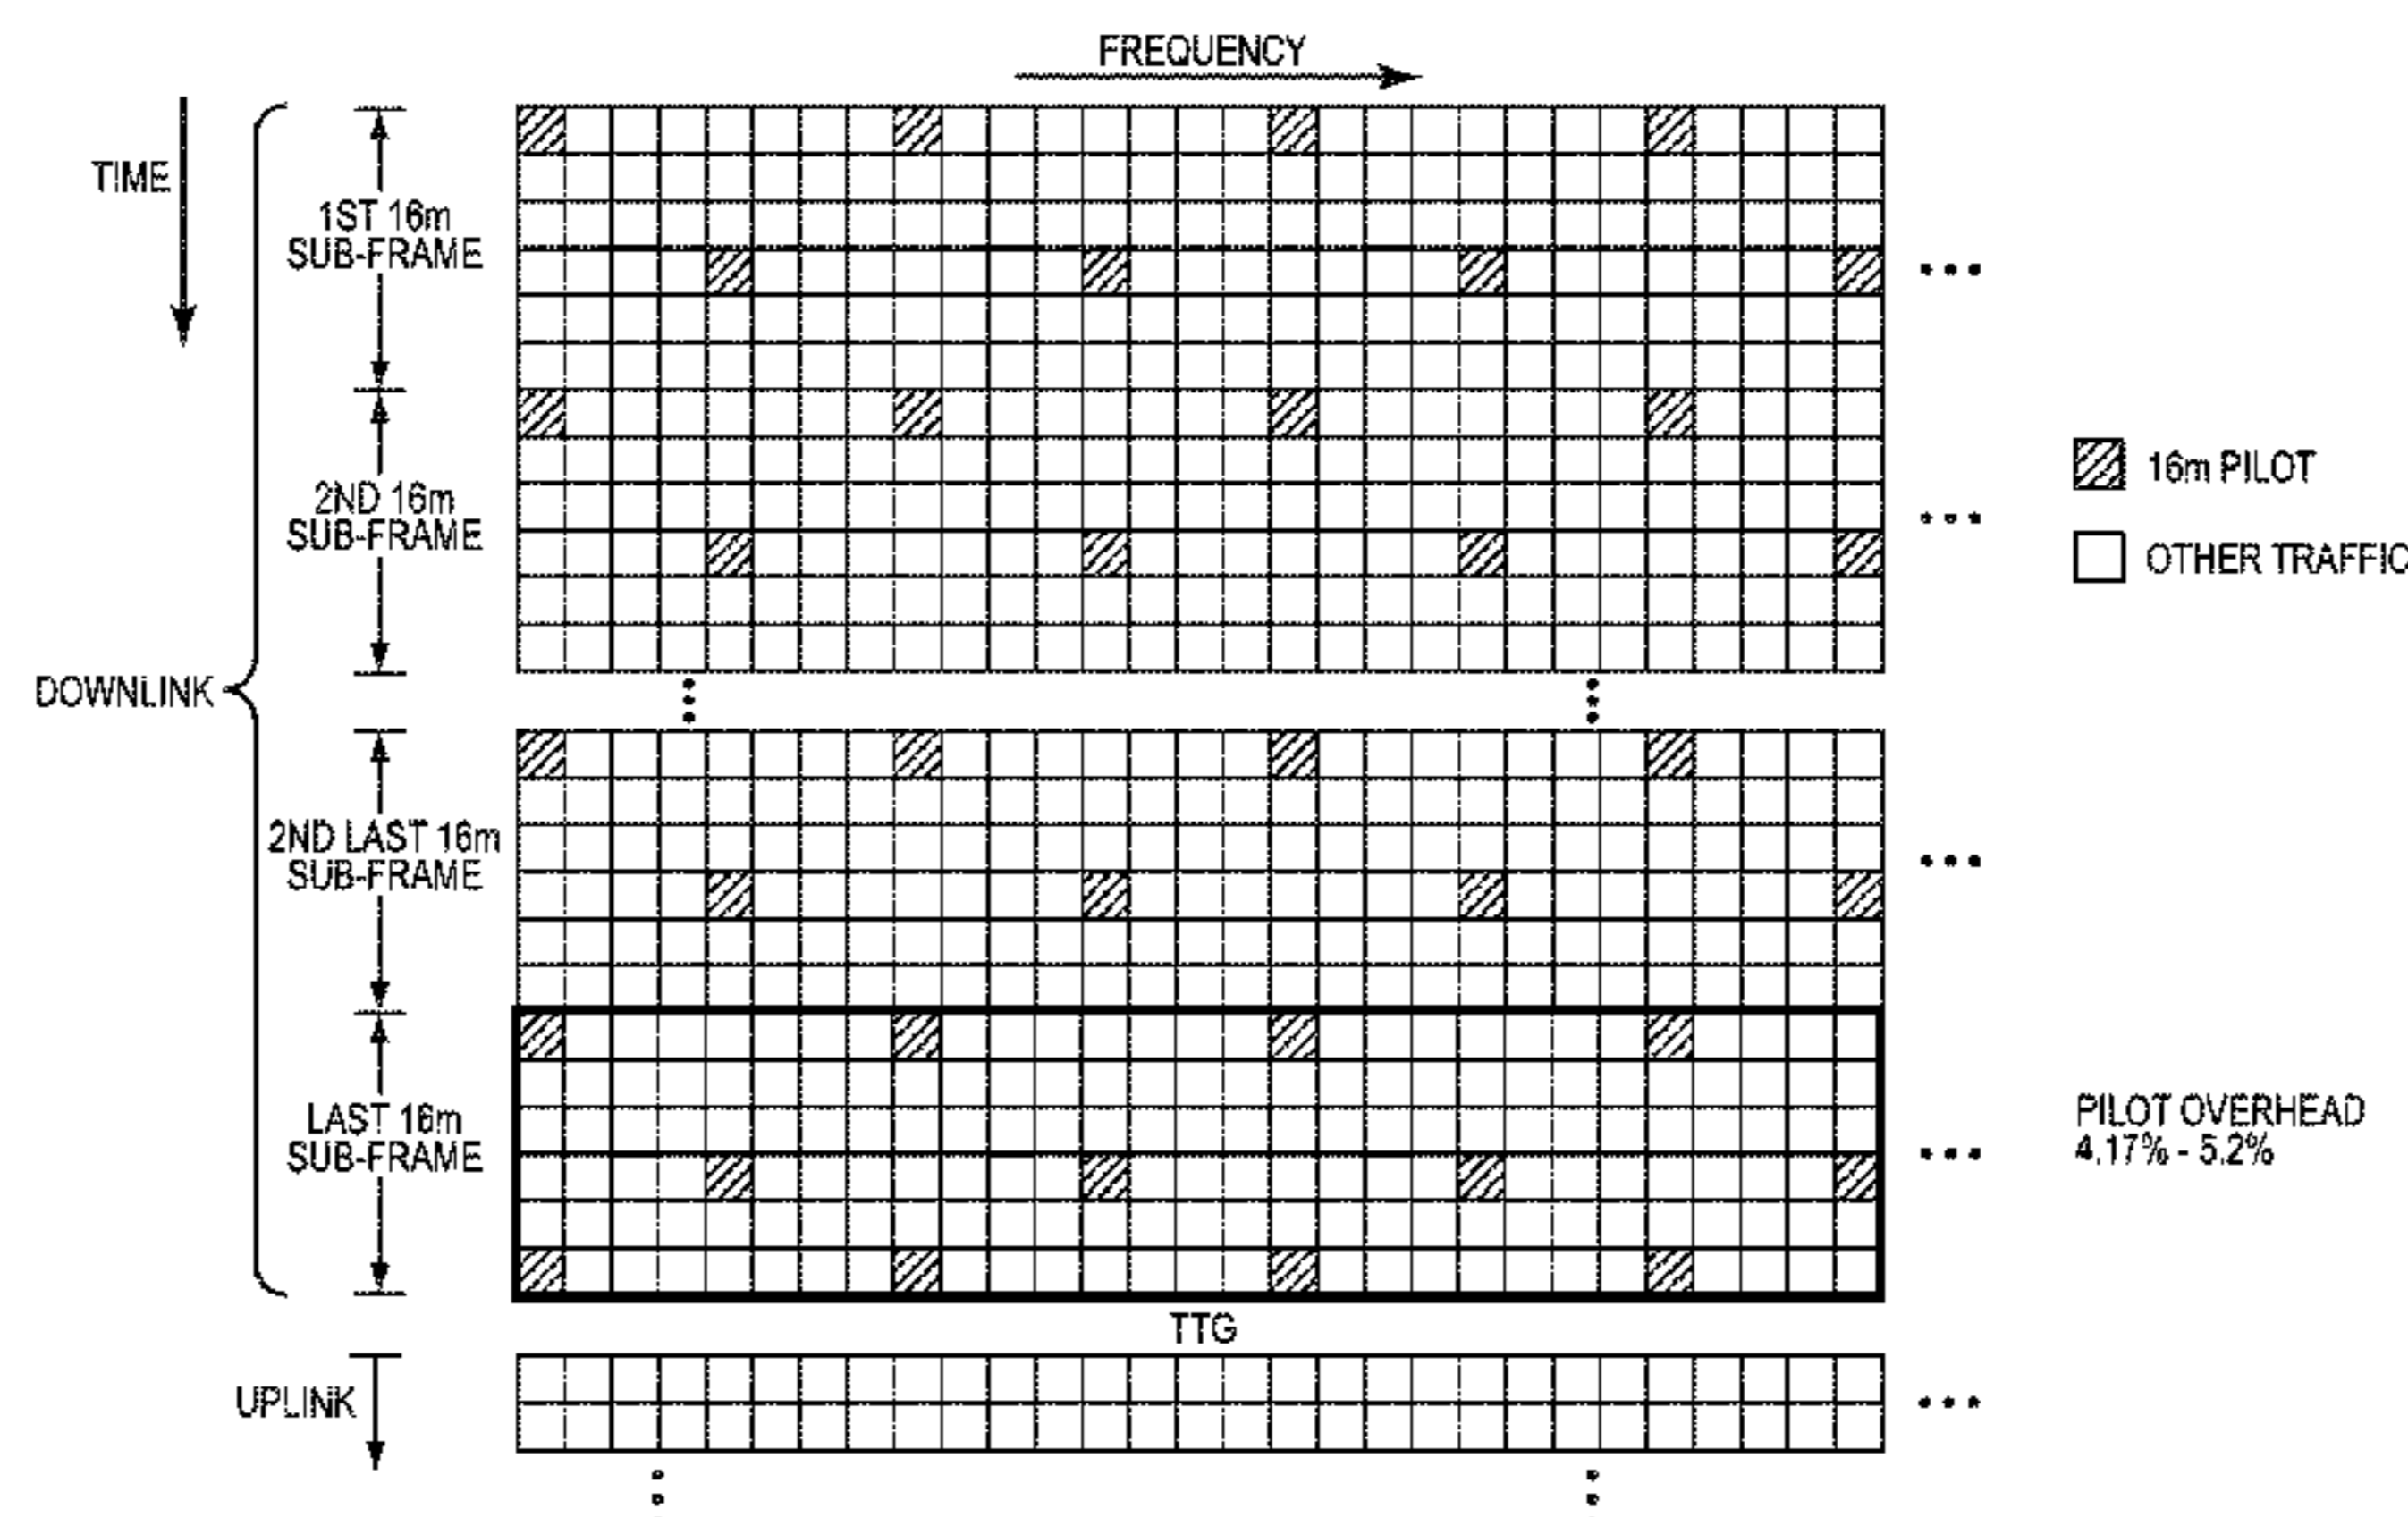 FREQUENCY
TIME
1ST 16m
SUB-FRAME
2ND 16m
SUB-FRAME
16m PILOT
OTHER TRAFFIC
DOWNLINK
2ND LAST 16m
SUB-FRAME
LAST 16m
SUB-FRAME
PILOT OVERHEAD
4.17% - 5.2%
TTG
UPLINK